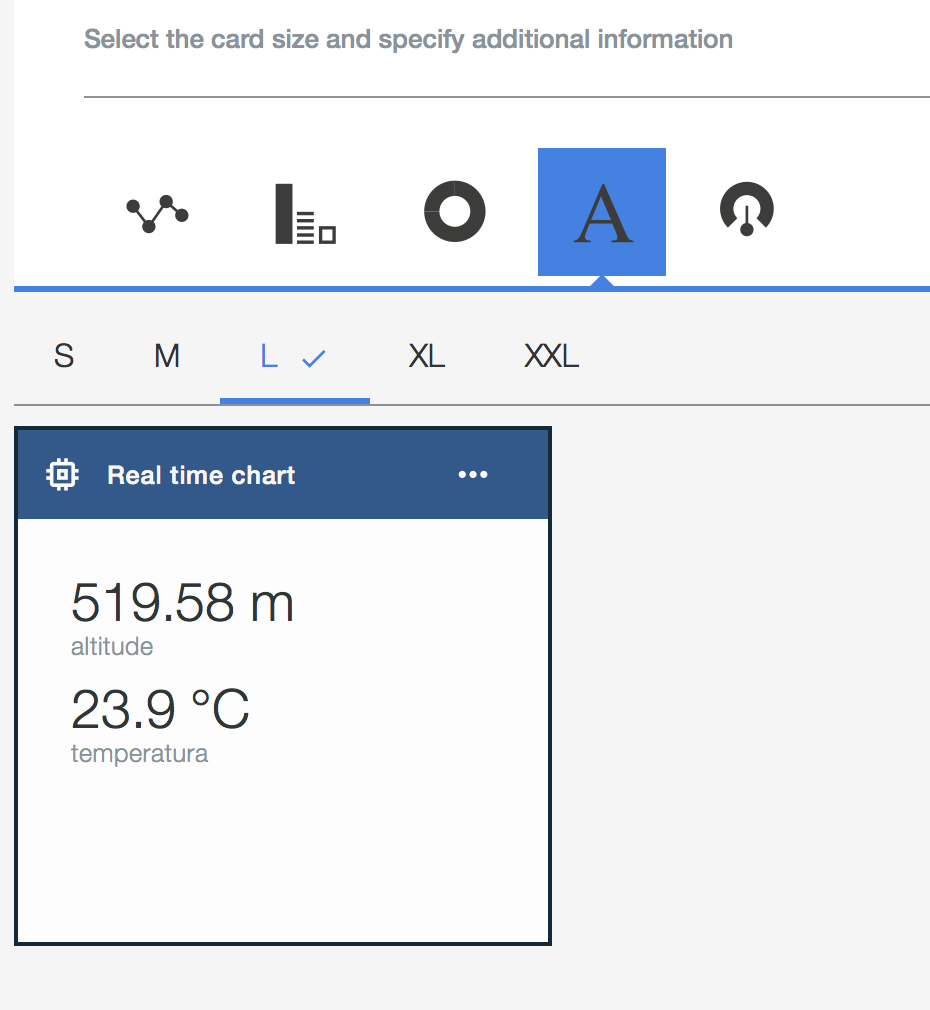 Select the card size and specify additional information
A
S M L XL XXL
Real time chart
519.58 m
altitude
23.9 °C
temperatura